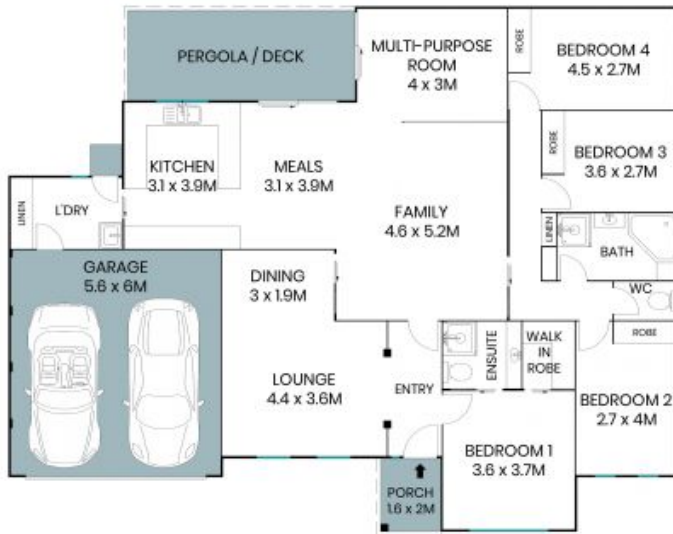 PERGOLA / DECK
MULTI-PURPOSE
ROOM
4 x 3M
ROBE
BEDROOM 4
4.5 x 2.7M
KITCHEN
3.1 x 3.9M
MEALS
3.1 x 3.9M
ROBE
BEDROOM 3
3.6 x 2.7M
LINEN
L'DRY
FAMILY
4.6 x 5.2M
LINEN
BATH
GARAGE
5.6 x 6M
DINING
3 x 1.9M
WC
ROBE
LOUNGE
4.4 x 3.6M
ENTRY
ENSUITE
WALK
IN
ROBE
BEDROOM 2
2.7 x 4M
BEDROOM 1
3.6 x 3.7M
PORCH
1.6 x 2M